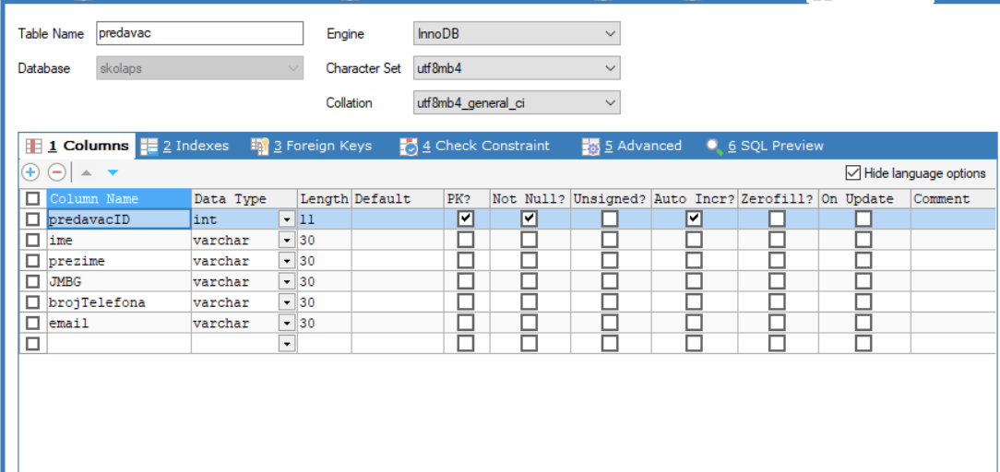 Table Name predavac Engine InnoDB
Database skolaps Character Set utf8mb4
Collation utf8mb4_general_ci
1 Columns 2 Indexes 3 Foreign Keys 4 Check Constraint 5 Advanced 6 SQL Preview
Hide language options
Column Name Data Type Length Default PK? Not Null? Unsigned? Auto Incr? Zerofill? On Update Comment
predavacID int 11
ime varchar 30
prezime varchar 30
JMBG varchar 30
brojTelefona varchar 30
email varchar 30